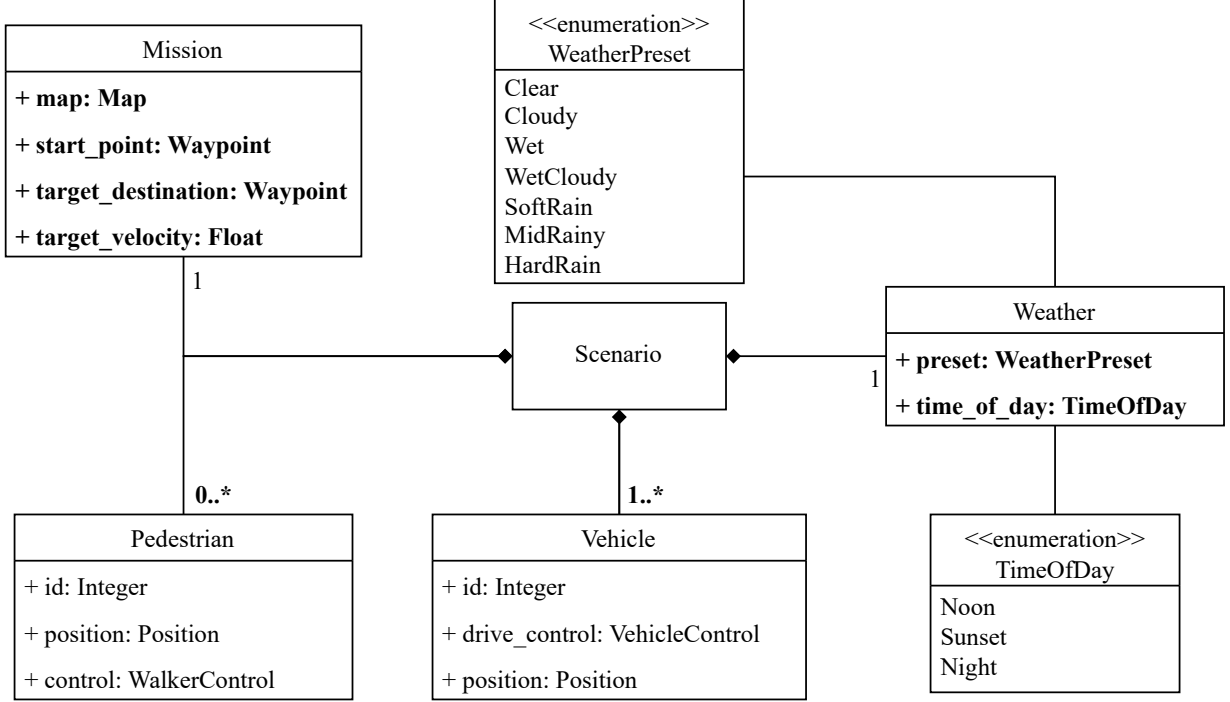 Mission
+ map: Map
+ start_point: Waypoint
+ target_destination: Waypoint
+ target_velocity: Float
1
<<enumeration>>
WeatherPreset
Clear
Cloudy
Wet
WetCloudy
SoftRain
MidRainy
HardRain
Scenario
Weather
+ preset: WeatherPreset
+ time_of_day: TimeOfDay
1
0..*
Pedestrian
+ id: Integer
+ position: Position
+ control: WalkerControl
1..*
Vehicle
+ id: Integer
+ drive_control: VehicleControl
+ position: Position
<<enumeration>>
TimeOfDay
Noon
Sunset
Night